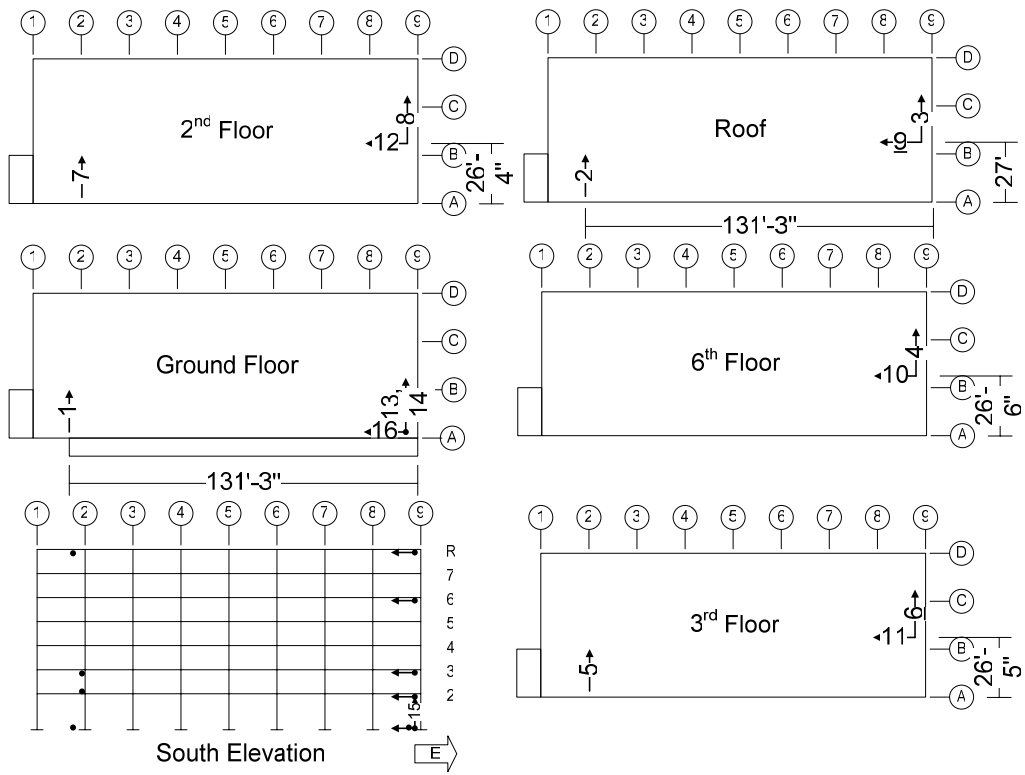 1 2 3 4 5 6 7 8 9
D
C
B
A
2nd Floor
7
8
12
26'-
4"
1 2 3 4 5 6 7 8 9
D
C
B
A
Roof
2
3
9
27'
131'-3"
1 2 3 4 5 6 7 8 9
D
C
B
A
Ground Floor
1
13,
14
16
131'-3"
1 2 3 4 5 6 7 8 9
D
C
B
A
6th Floor
4
10
26'-
6"
1 2 3 4 5 6 7 8 9
R
7
6
5
4
3
2
15
South Elevation
E
1 2 3 4 5 6 7 8 9
D
C
B
A
3rd Floor
5
6
11
26'-
5"